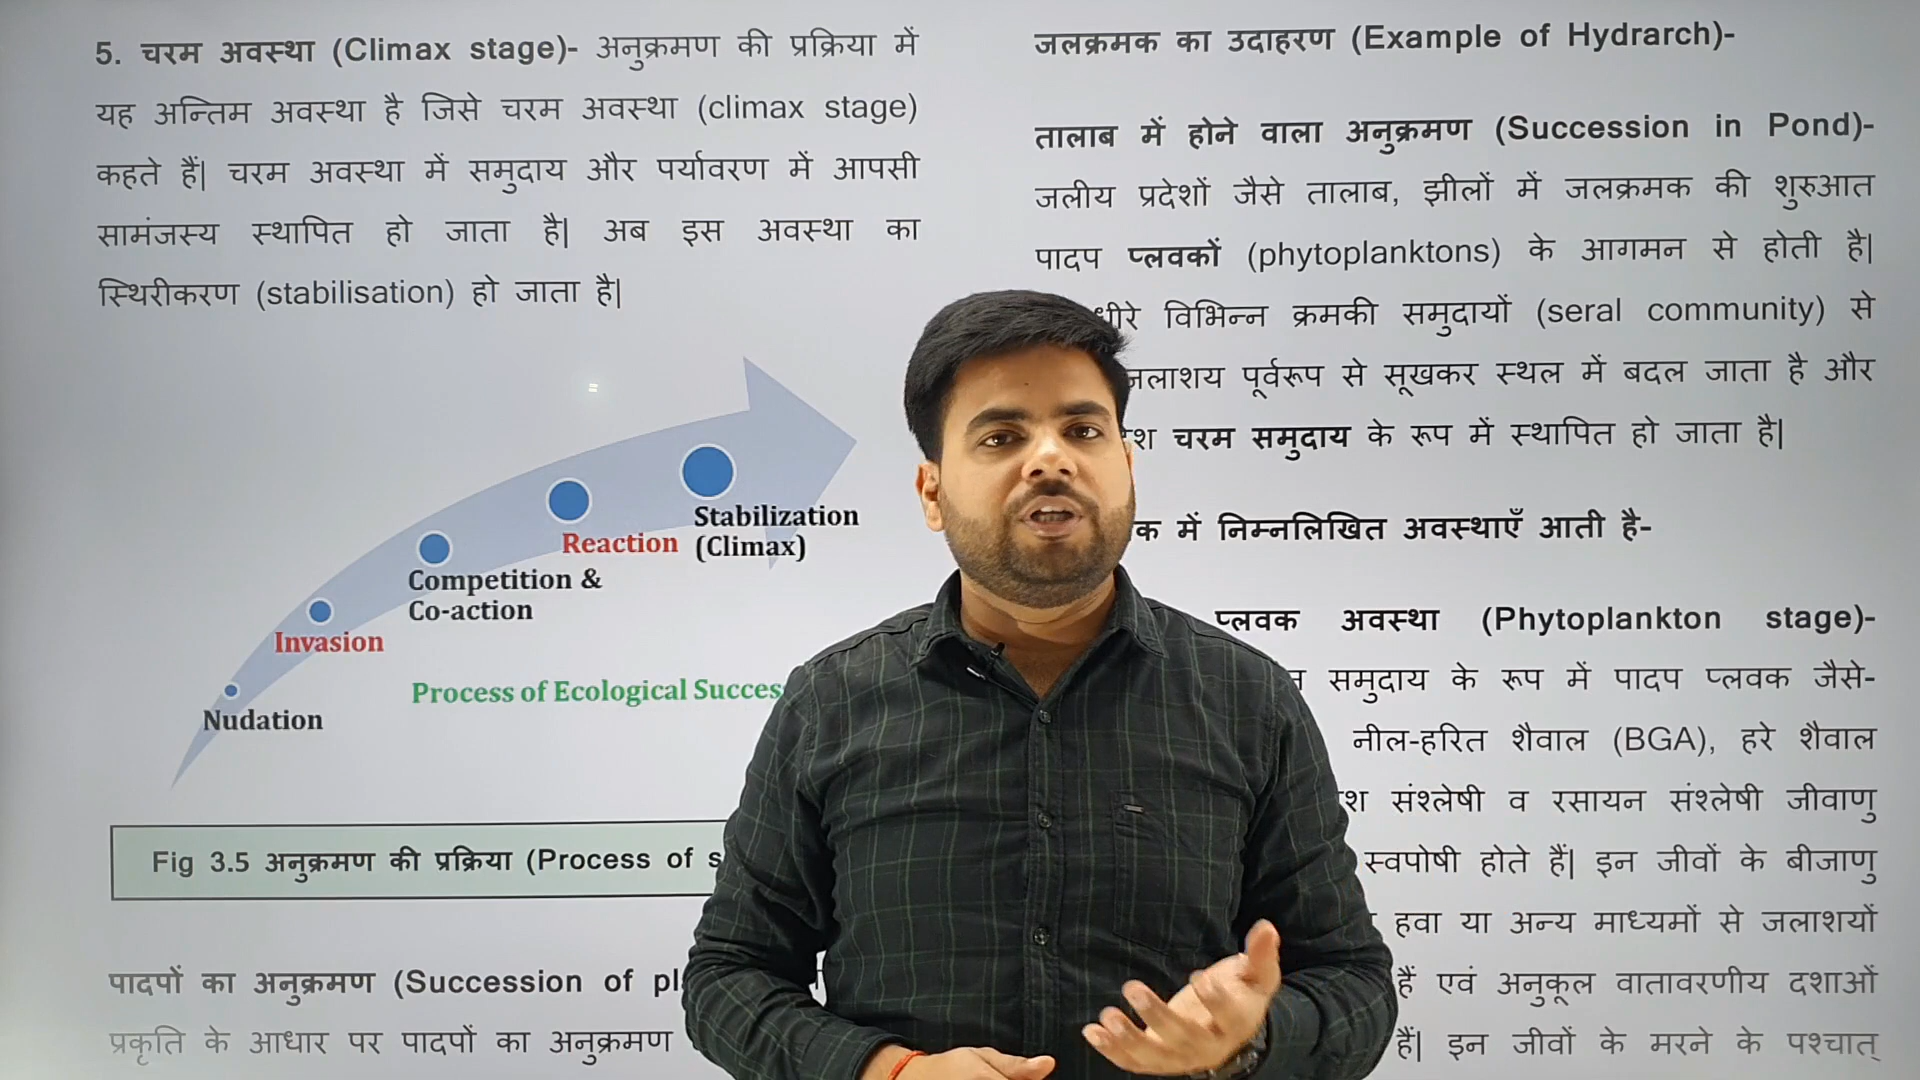 5. चरम अवस्था (Climax stage)- अनुक्रमण की प्रक्रिया में
यह अन्तिम अवस्था है जिसे चरम अवस्था (climax stage)
कहते हैं| चरम अवस्था में समुदाय और पर्यावरण में आपसी
सामंजस्य स्थापित हो जाता है| अब इस अवस्था का
स्थिरीकरण (stabilisation) हो जाता है|
Stabilization
(Climax)
Reaction
Competition &
Co-action
Invasion
Nudation
Process of Ecological
Fig 3.5 अनुक्रमण की प्रक्रिया (Process of
पादपों का अनुक्रमण (Succession of
प्रकृति के आधार पर पादपों का अनुक्रमण
जलक्रमक का उदाहरण (Example of Hydrarch)-
तालाब में होने वाला अनुक्रमण (Succession in Pond)-
जलीय प्रदेशों जैसे तालाब, झीलों में जलक्रमक की शुरुआत
पादप प्लवकों (phytoplanktons) के आगमन से होती है|
विभिन्न क्रमकी समुदायों (seral community) से
जलाशय पूर्वरूप से सूखकर स्थल में बदल जाता है और
चरम समुदाय के रूप में स्थापित हो जाता है|
में निम्नलिखित अवस्थाएँ आती है-
प्लवक अवस्था (Phytoplankton stage)-
समुदाय के रूप में पादप प्लवक जैसे-
नील-हरित शैवाल (BGA), हरे शैवाल
संश्लेषी व रसायन संश्लेषी जीवाणु
स्वपोषी होते हैं| इन जीवों के बीजाणु
हवा या अन्य माध्यमों से जलाशयों
हैं एवं अनुकूल वातावरणीय दशाओं
हैं| इन जीवों के मरने के पश्चात्